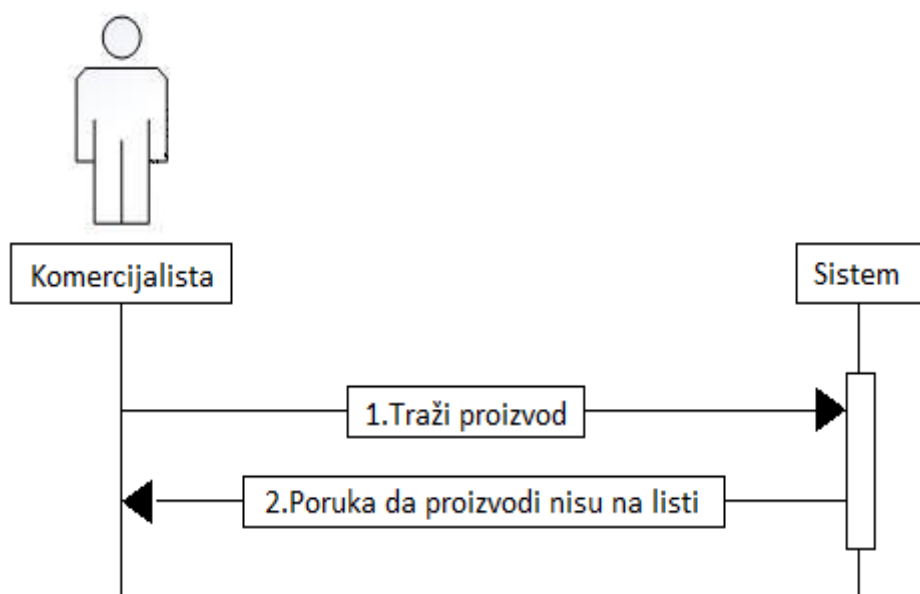 Komercijalista
Sistem
1.Traži proizvod
2.Poruka da proizvodi nisu na listi